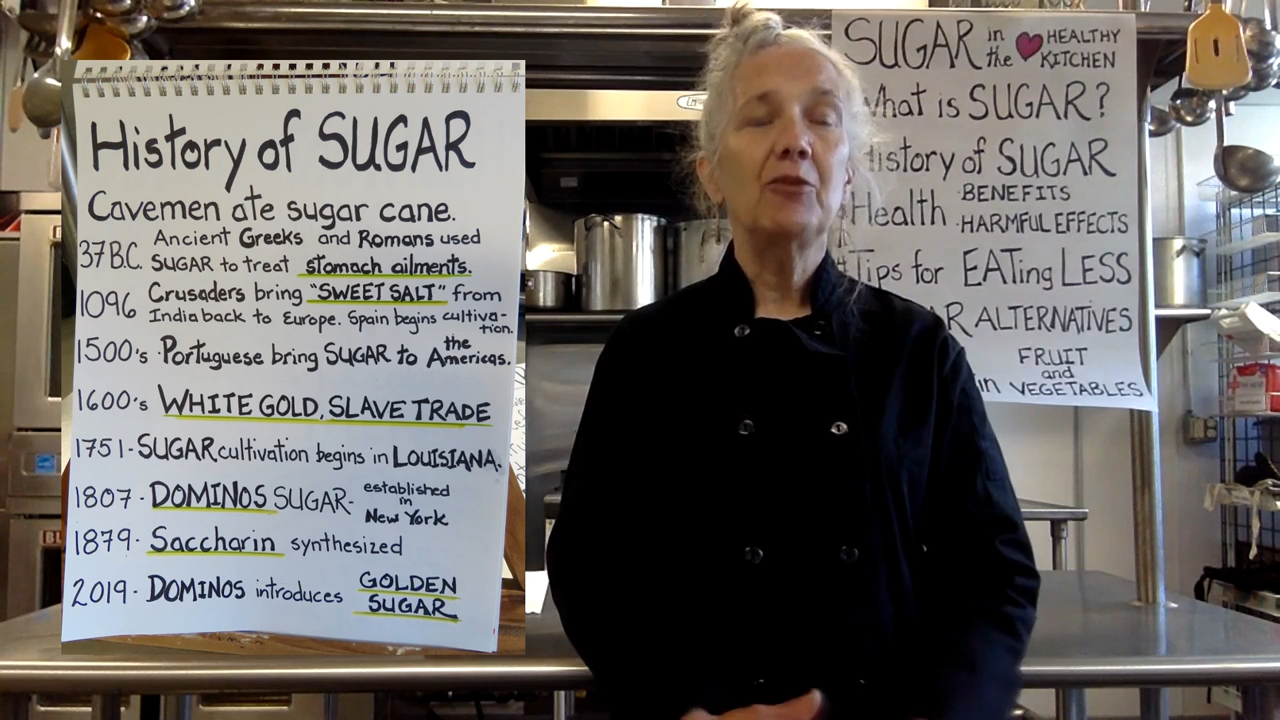 History of SUGAR
Cavemen ate sugar cane.
37 B.C. Ancient Greeks and Romans used
SUGAR to treat stomach ailments.
1096 Crusaders bring "SWEET SALT" from
India back to Europe. Spain begins cultiva-
tion.
1500's · Portuguese bring SUGAR to the Americas.
1600's WHITE GOLD, SLAVE TRADE
1751 - SUGAR cultivation begins in LOUISIANA.
1807 · DOMINOS SUGAR - established
in
New York
1879 · Saccharin synthesized
2019 · DOMINOS introduces GOLDEN
SUGAR
SUGAR in the HEALTHY
KITCHEN
What is SUGAR?
History of SUGAR
Health · BENEFITS
· HARMFUL EFFECTS
Tips for EATing LESS
ALTERNATIVES
FRUIT
and
in VEGETABLES